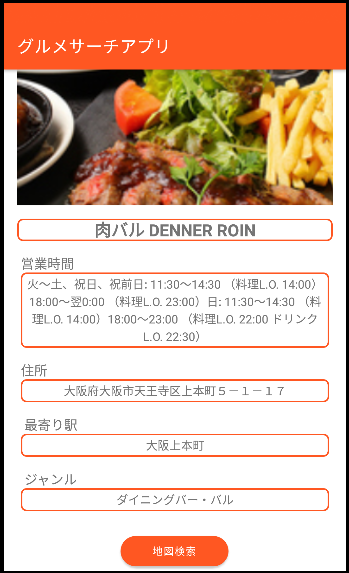 グルメサーチアプリ
肉バル DENNER ROIN
営業時間
火～土、祝日、祝前日: 11:30～14:30 （料理L.O. 14:00）
18:00～翌0:00 （料理L.O. 23:00）日: 11:30～14:30 （料
理L.O. 14:00）18:00～23:00 （料理L.O. 22:00 ドリンク
L.O. 22:30）
住所
大阪府大阪市天王寺区上本町５－１－１７
最寄り駅
大阪上本町
ジャンル
ダイニングバー・バル
地図検索